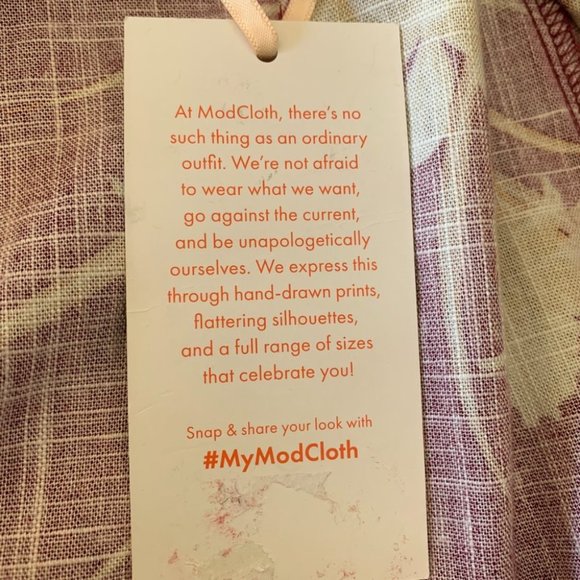 At ModCloth, there's no
such thing as an ordinary
outfit. We're not afraid
to wear what we want,
go against the current,
and be unapologetically
ourselves. We express this
through hand-drawn prints,
flattering silhouettes,
and a full range of sizes
that celebrate you!
Snap & share your look with
#MyModCloth